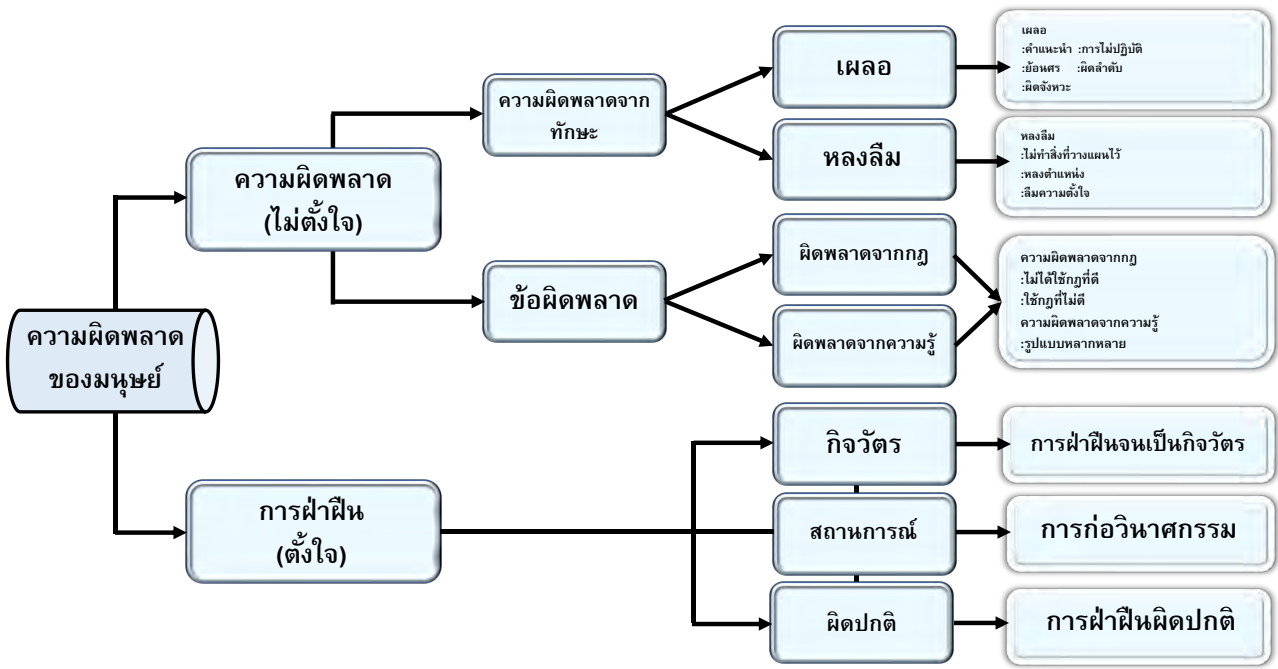 ความผิดพลาด
ของมนุษย์
ความผิดพลาด
(ไม่ตั้งใจ)
ความผิดพลาดจาก
ทักษะ
เผลอ
เผลอ
:คำแนะนำ :การไม่ปฏิบัติ
:ย้อนศร :ผิดลำดับ
:ผิดจังหวะ
หลงลืม
หลงลืม
:ไม่ทำสิ่งที่วางแผนไว้
:หลงตำแหน่ง
:ลืมความตั้งใจ
ข้อผิดพลาด
ผิดพลาดจากกฎ
ผิดพลาดจากความรู้
ความผิดพลาดจากกฎ
:ไม่ได้ใช้กฎที่ดี
:ใช้กฎที่ไม่ดี
ความผิดพลาดจากความรู้
:รูปแบบหลากหลาย
การฝ่าฝืน
(ตั้งใจ)
กิจวัตร
การฝ่าฝืนจนเป็นกิจวัตร
สถานการณ์
การก่อวินาศกรรม
ผิดปกติ
การฝ่าฝืนผิดปกติ